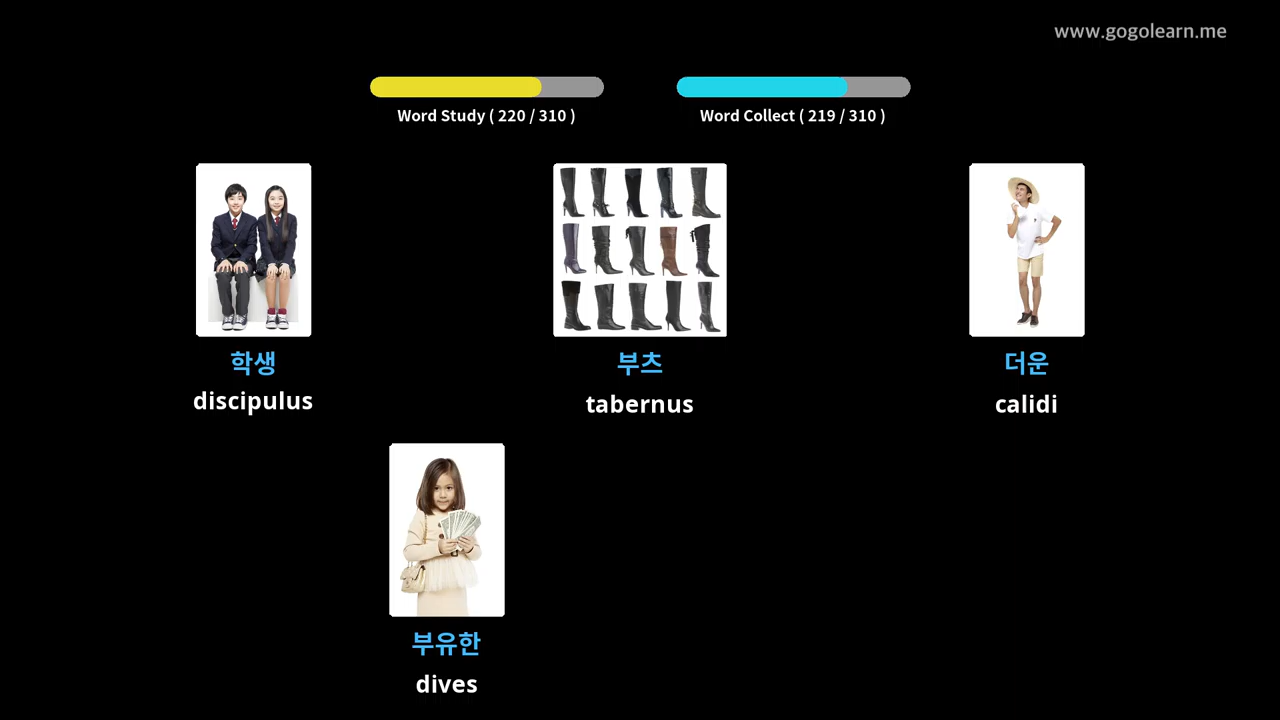 www.gogolearn.me
Word Study ( 220 / 310 )
Word Collect ( 219 / 310 )
학생
discipulus
부츠
tabernus
더운
calidi
부유한
dives